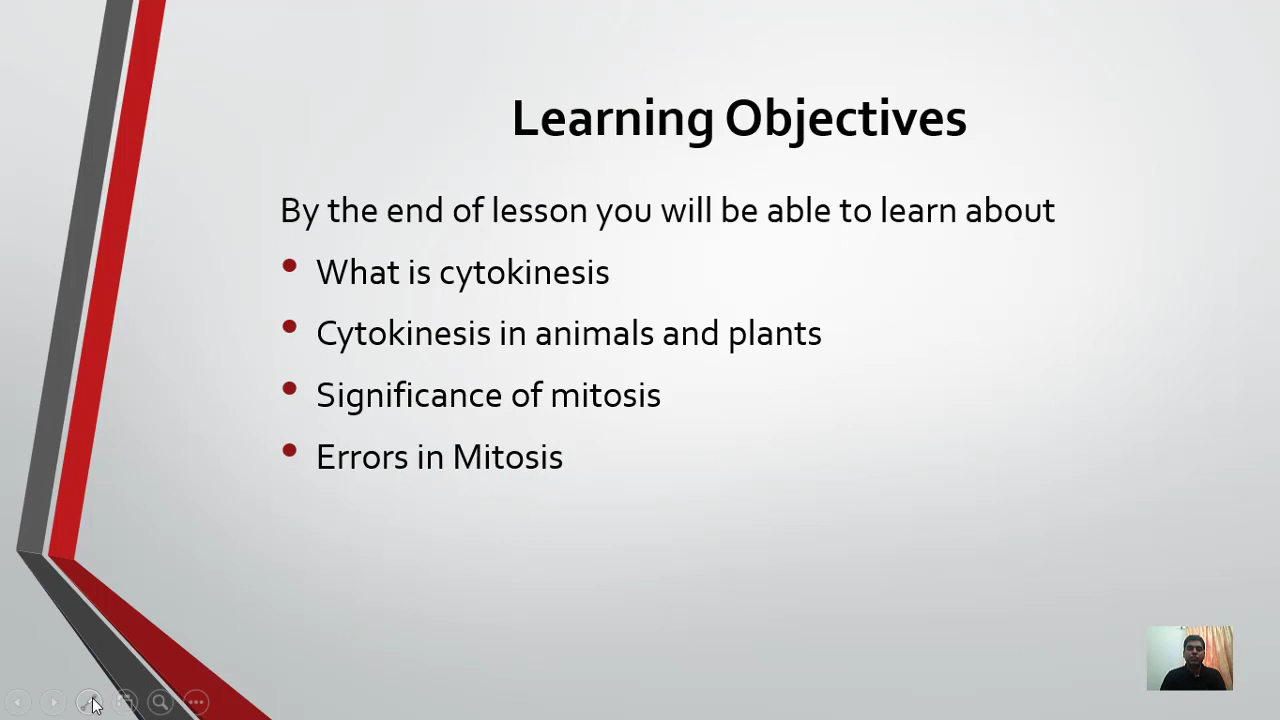 Learning Objectives
By the end of lesson you will be able to learn about
• What is cytokinesis
• Cytokinesis in animals and plants
• Significance of mitosis
• Errors in Mitosis